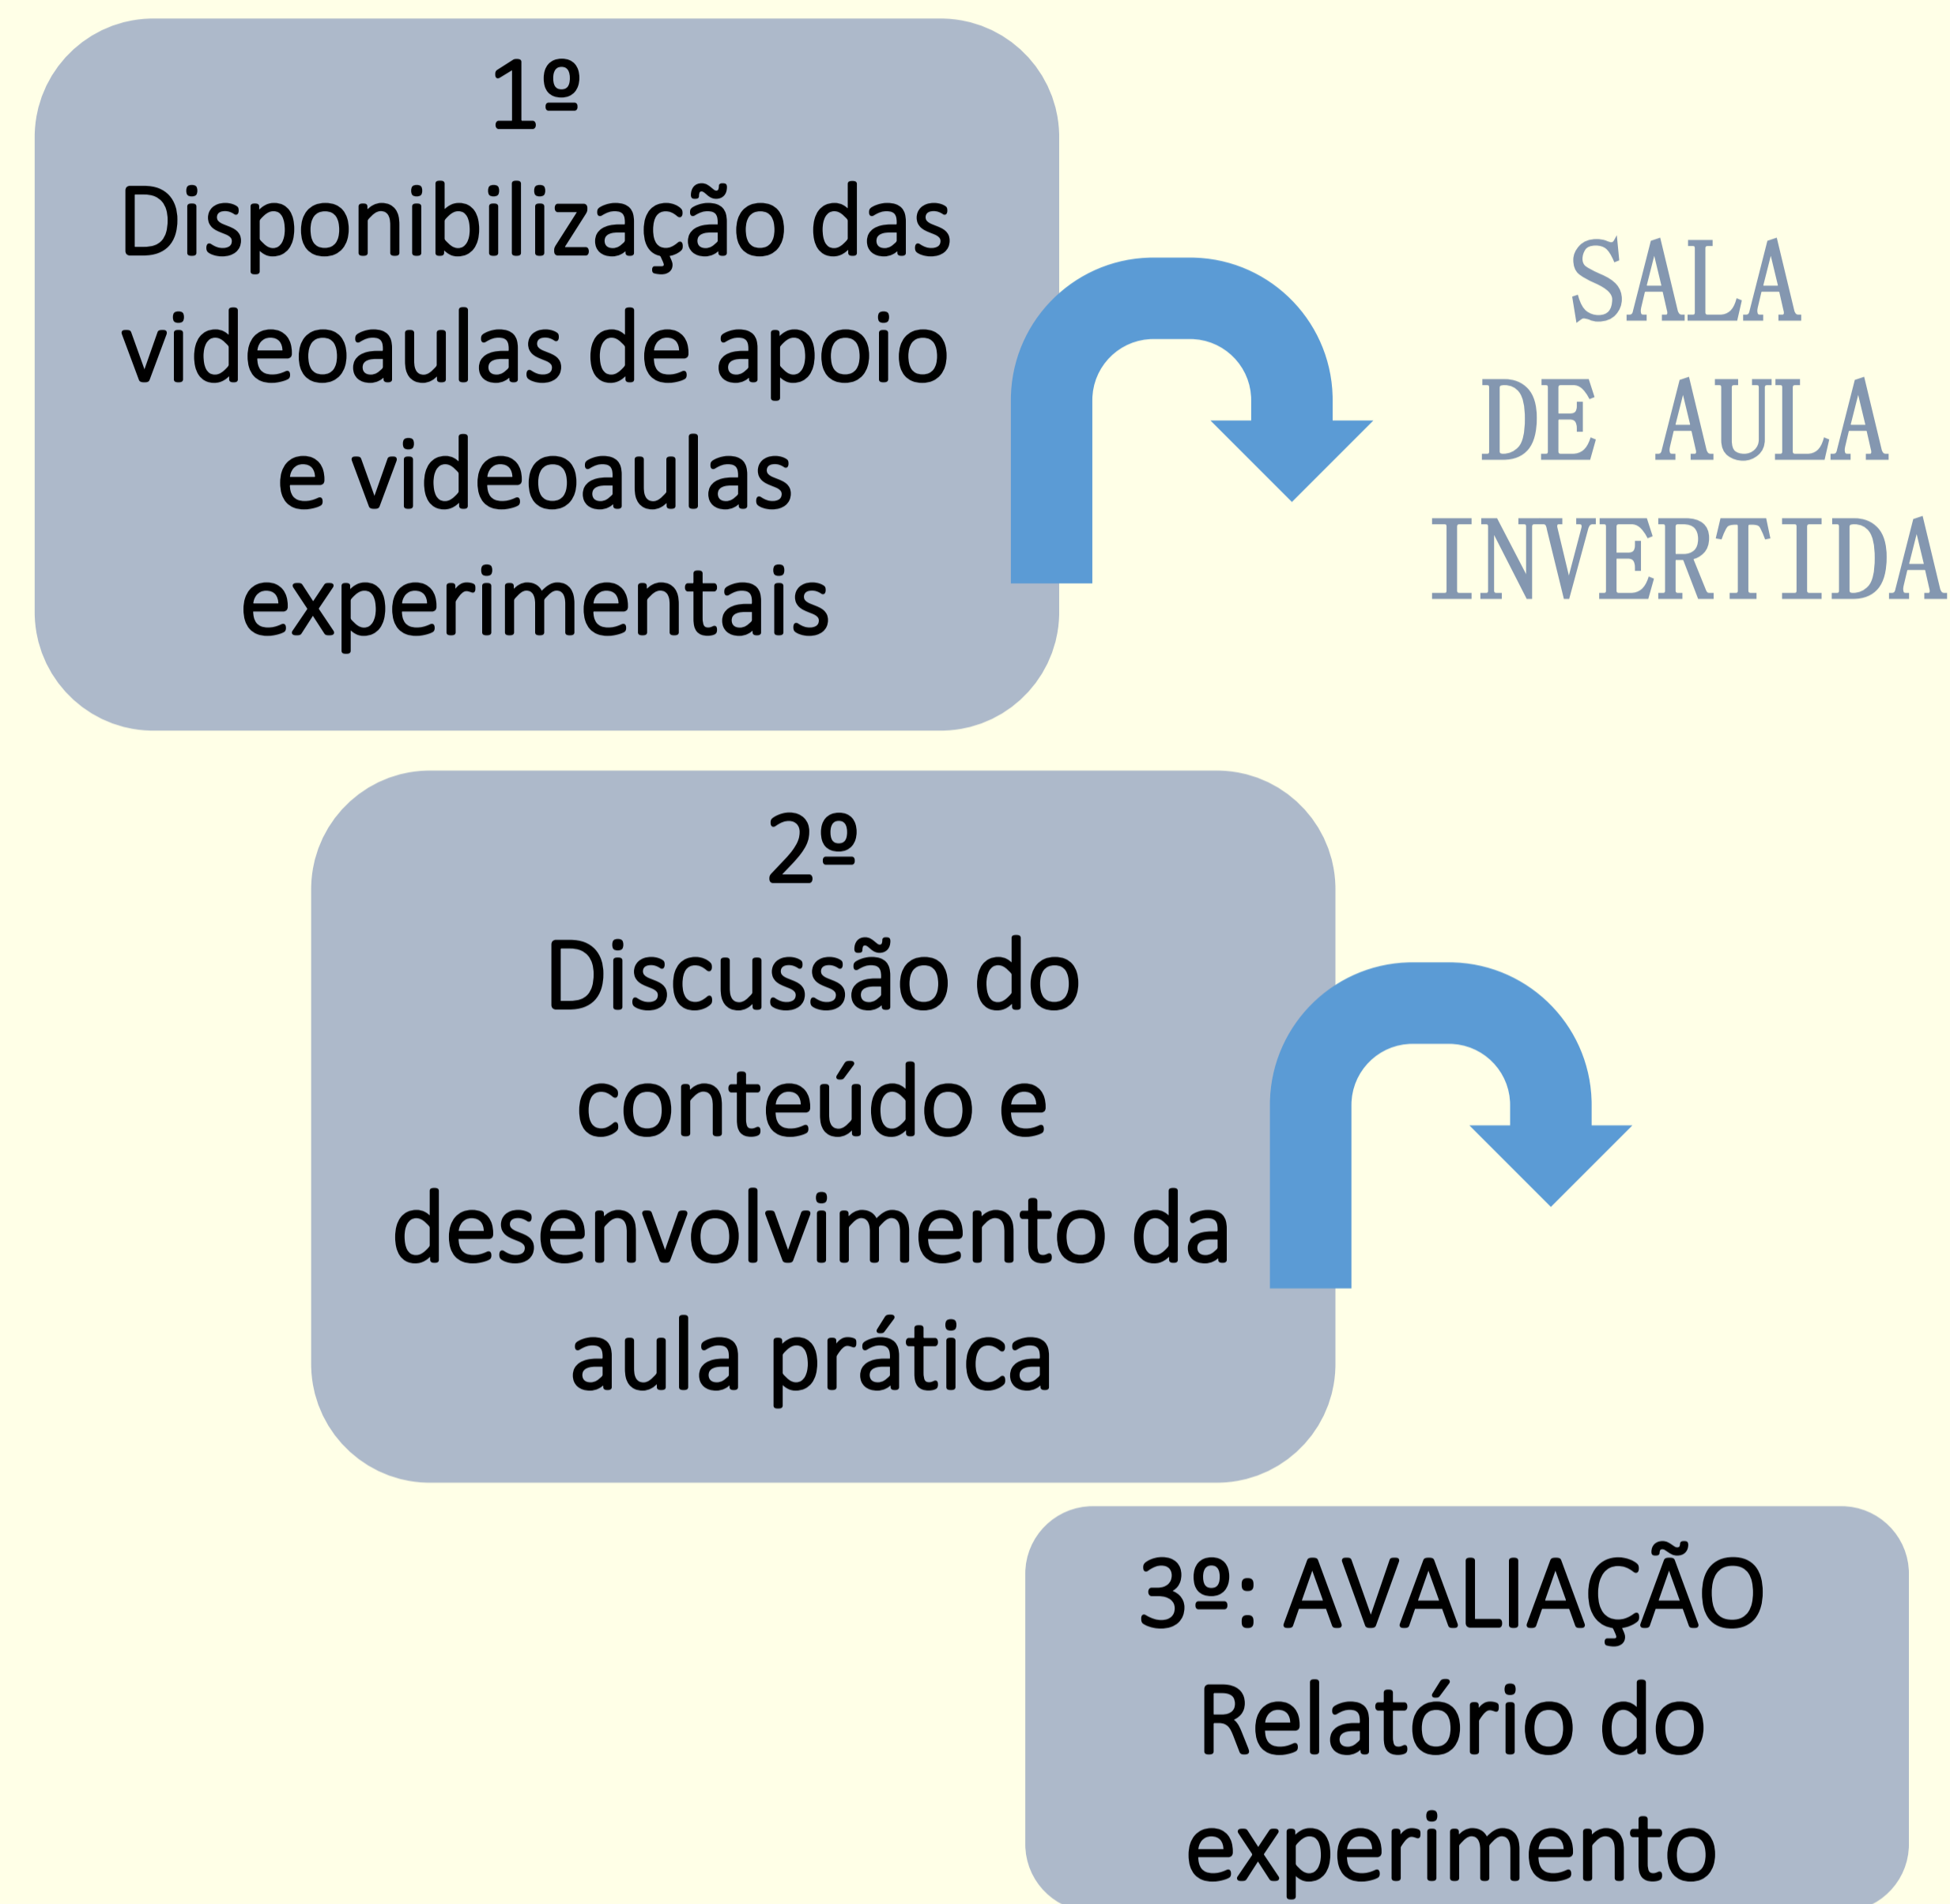 1º
Disponibilização das
videoaulas de apoio
e videoaulas
experimentais
SALA
DE AULA
INVERTIDA
2º
Discussão do
conteúdo e
desenvolvimento da
aula prática
3º: AVALIAÇÃO
Relatório do
experimento